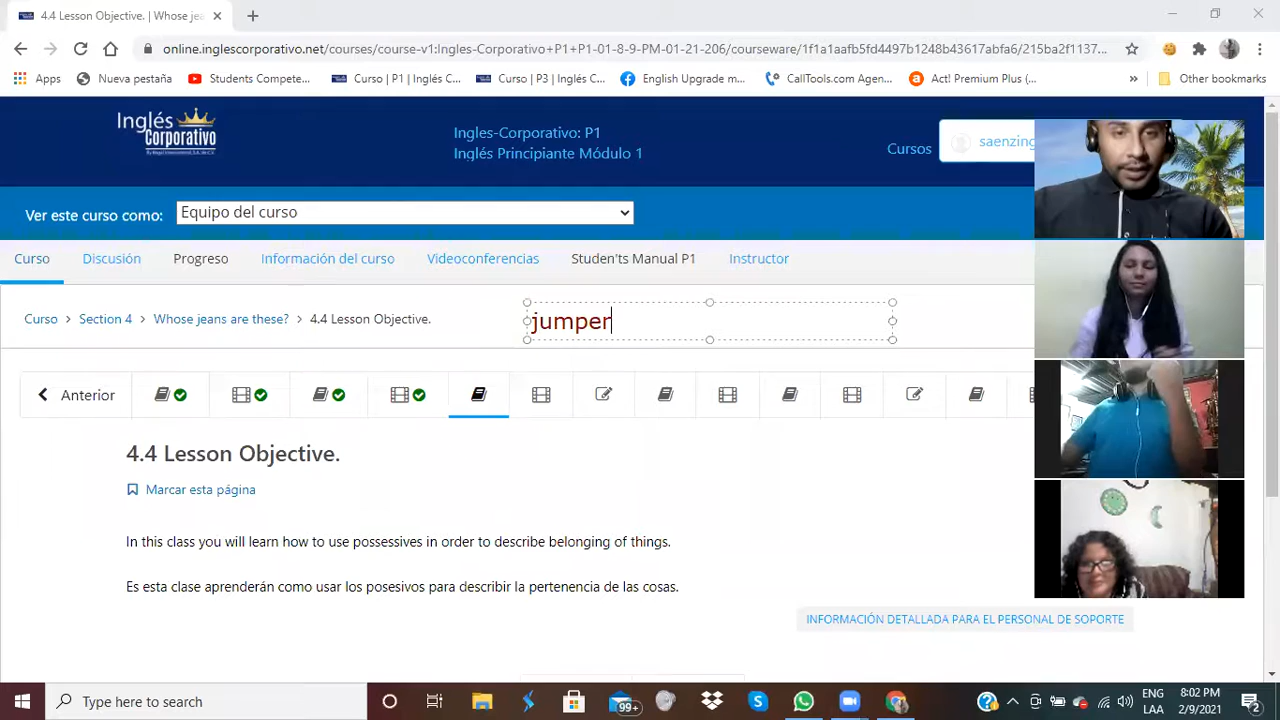 4.4 Lesson Objective. | Whose je
online.inglescorporativo.net/courses/course-v1:Ingles-Corporativo+P1+P1-01-8-9-PM-01-21-206/courseware/1f1a1aafb5fd4497b1248b43617abfa6/215ba2f1137...
Apps Nueva pestaña Students Compete... Curso | P1 | Inglés C... Curso | P3 | Inglés C... English Upgrade m... CallTools.com Agen... Act! Premium Plus (... » Other bookmarks
Inglés
Corporativo
Ingles-Corporativo: P1
Inglés Principiante Módulo 1
Cursos
saenzing
Ver este curso como: Equipo del curso
Curso Discusión Progreso Información del curso Videoconferencias Studen'ts Manual P1 Instructor
jumper
Curso > Section 4 > Whose jeans are these? > 4.4 Lesson Objective.
Anterior
4.4 Lesson Objective.
Marcar esta página
In this class you will learn how to use possessives in order to describe belonging of things.
Es esta clase aprenderán como usar los posesivos para describir la pertenencia de las cosas.
INFORMACIÓN DETALLADA PARA EL PERSONAL DE SOPORTE
Type here to search
99+
ENG
LAA
8:02 PM
2/9/2021
2